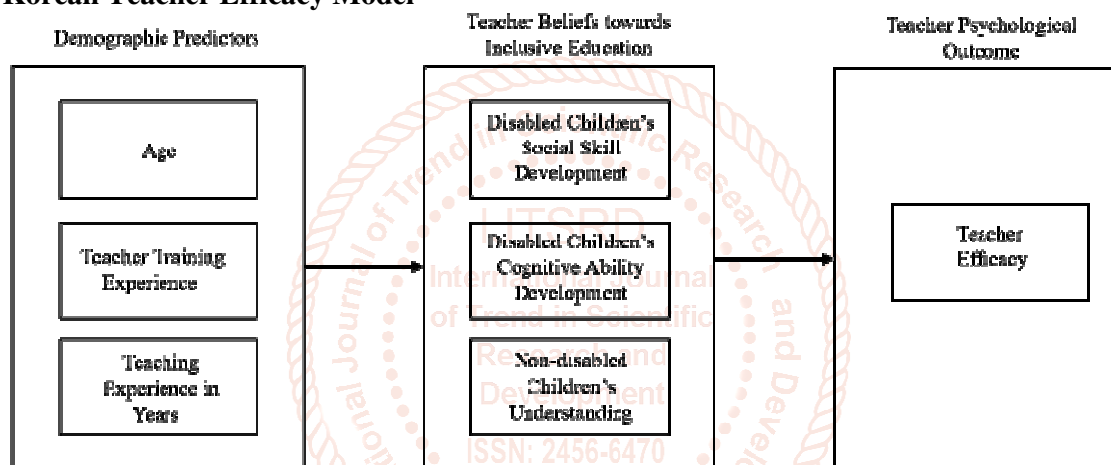 Korean Teacher Efficacy Model
Demographic Predictors
Teacher Beliefs towards
Inclusive Education
Teacher Psychological
Outcome
Age
Teacher Training
Experience
Teaching
Experience in
Years
Disabled Children's
Social Skill
Development
Disabled Children's
Cognitive Ability
Development
Non-disabled
Children's
Understanding
Teacher
Efficacy
International Journal
of Trend in Scientific
Research and
Development
ISSN: 2456-6470